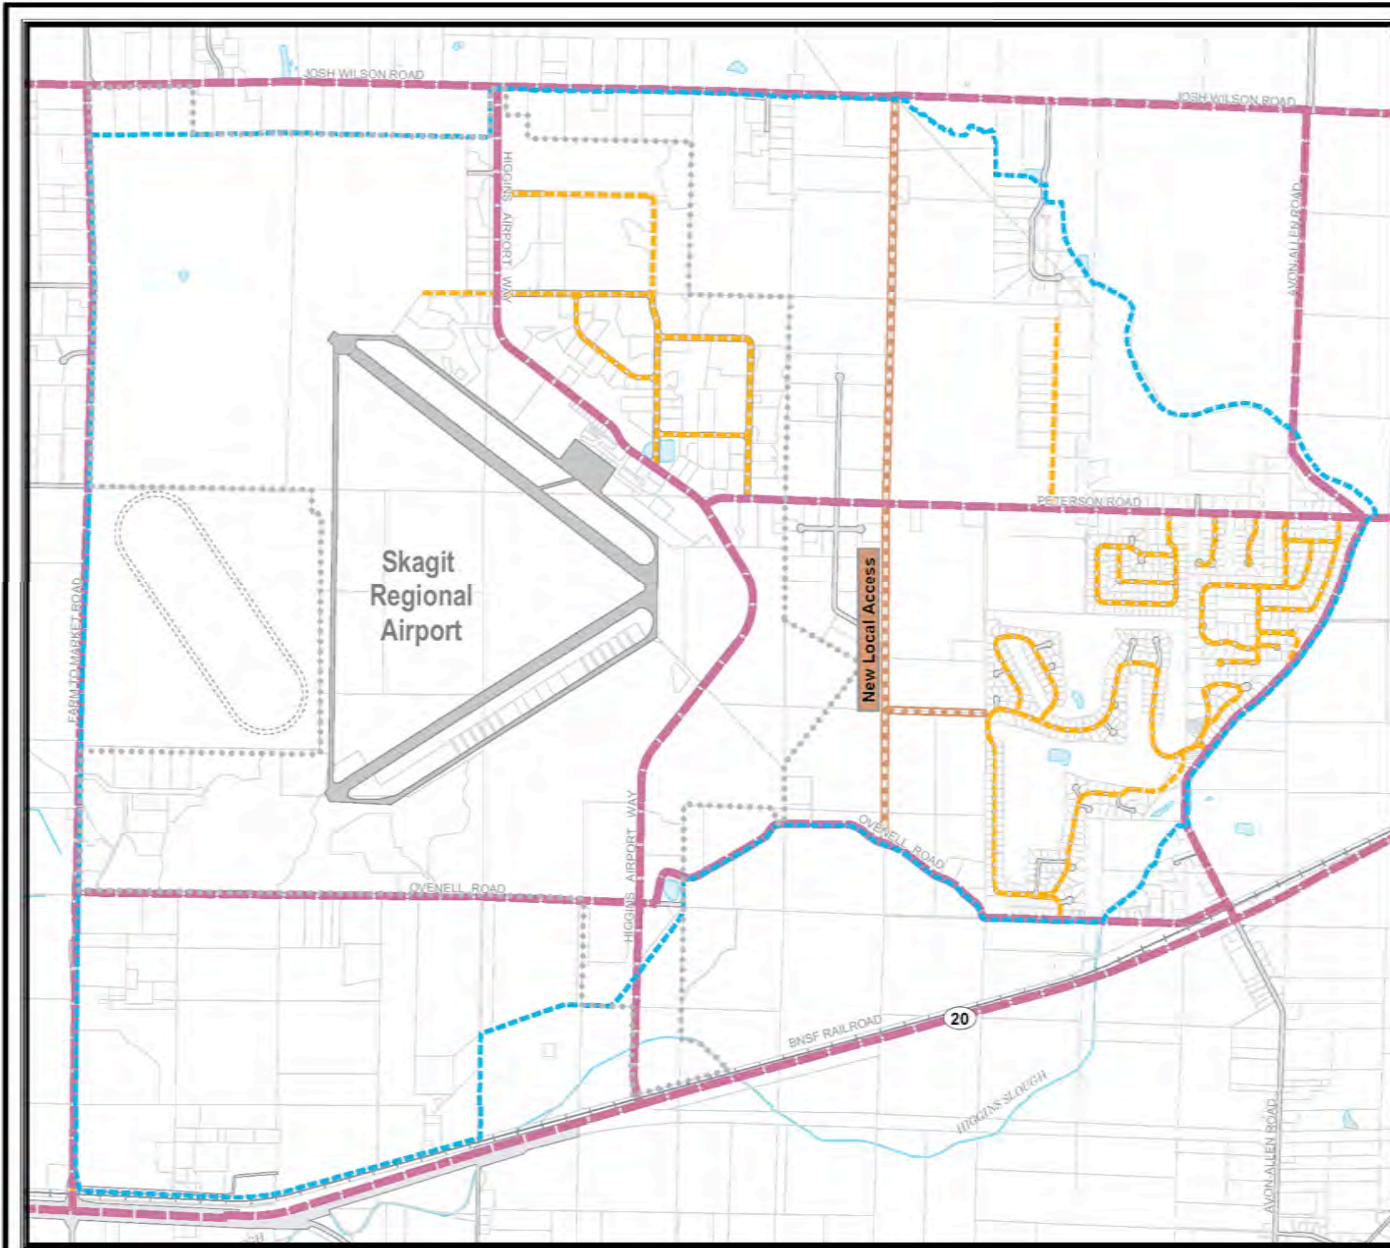 JOSH WILSON ROAD
JOSH WILSON ROAD
HIGGINS AIRPORT WAY
AVON ALLEN ROAD
PETERSON ROAD
Skagit
Regional
Airport
New Local Access
FARM TO MARKET ROAD
HIGGINS AIRPORT WAY
OVENELL ROAD
OVENELL ROAD
BNSF RAILROAD
20
HIGGINS SLOUGH
AVON ALLEN ROAD